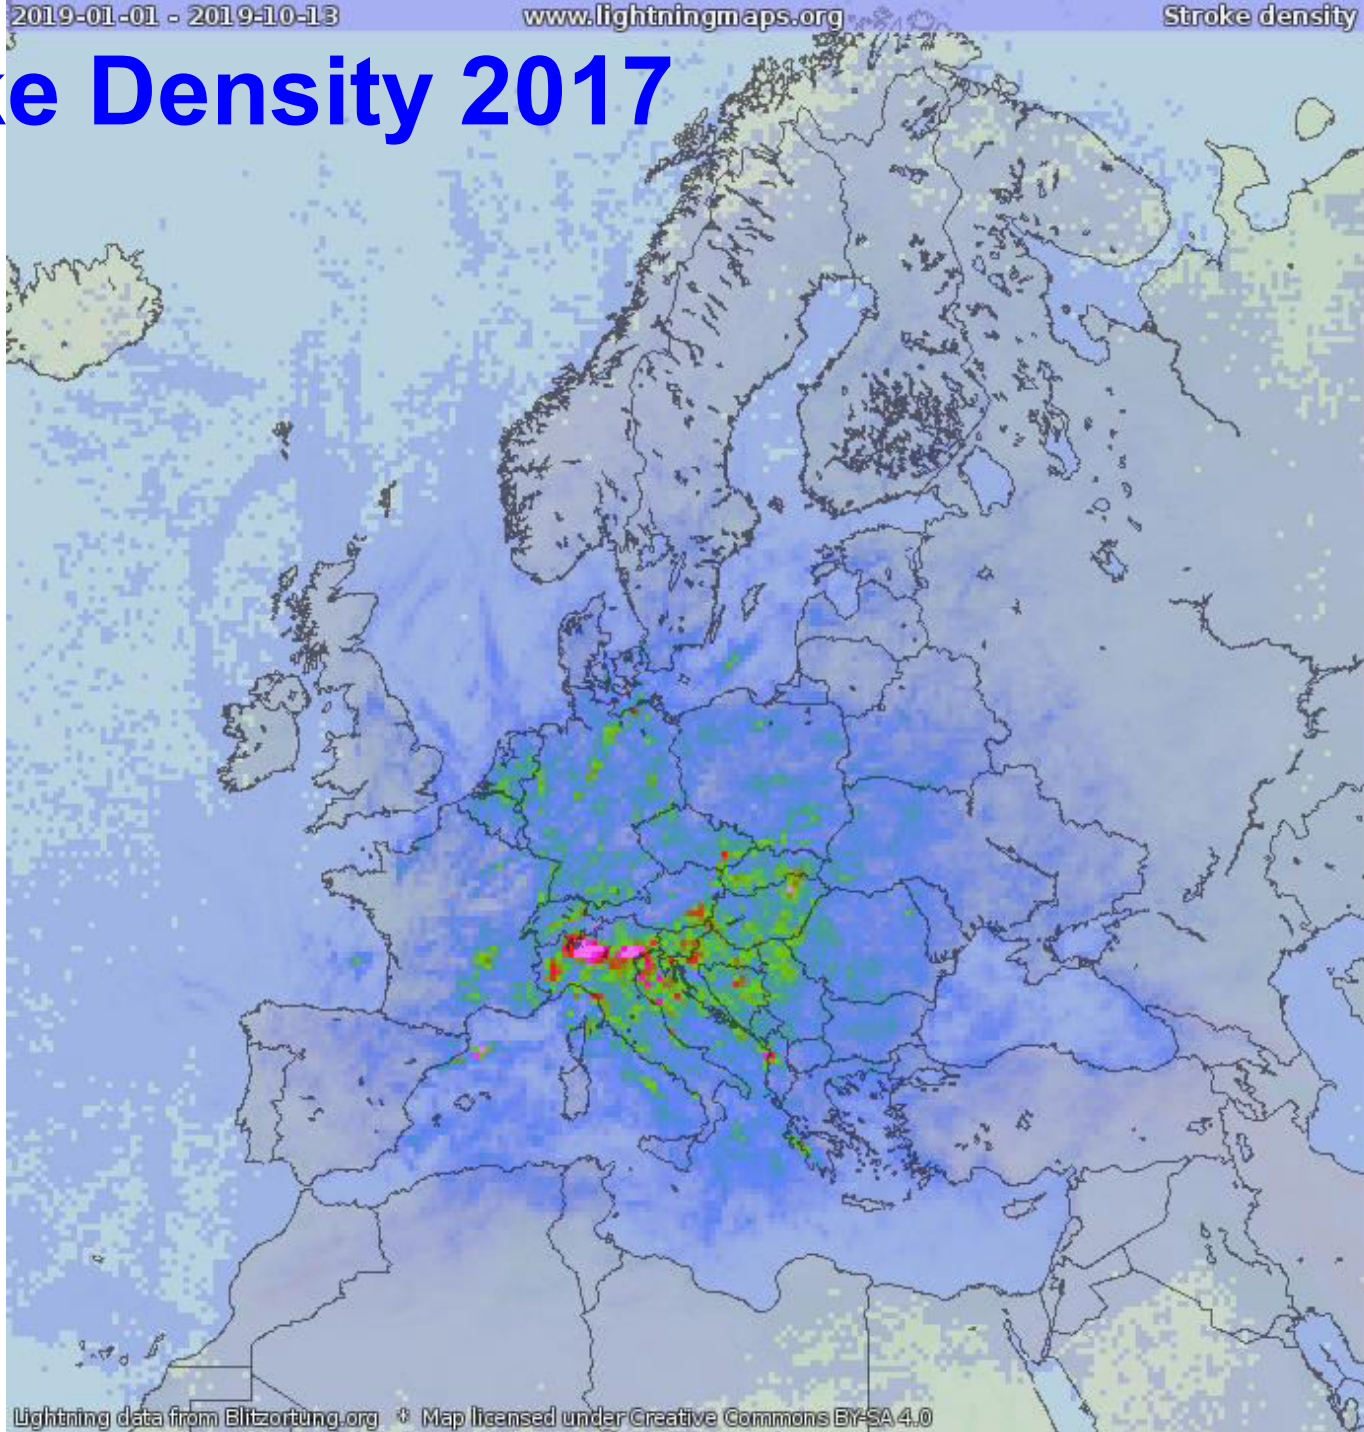 2019-01-01 - 2019-10-13 www.lightningmaps.org Stroke density
e Density 2017
Lightning data from Blitzortung.org * Map licensed under Creative Commons BY-SA 4.0